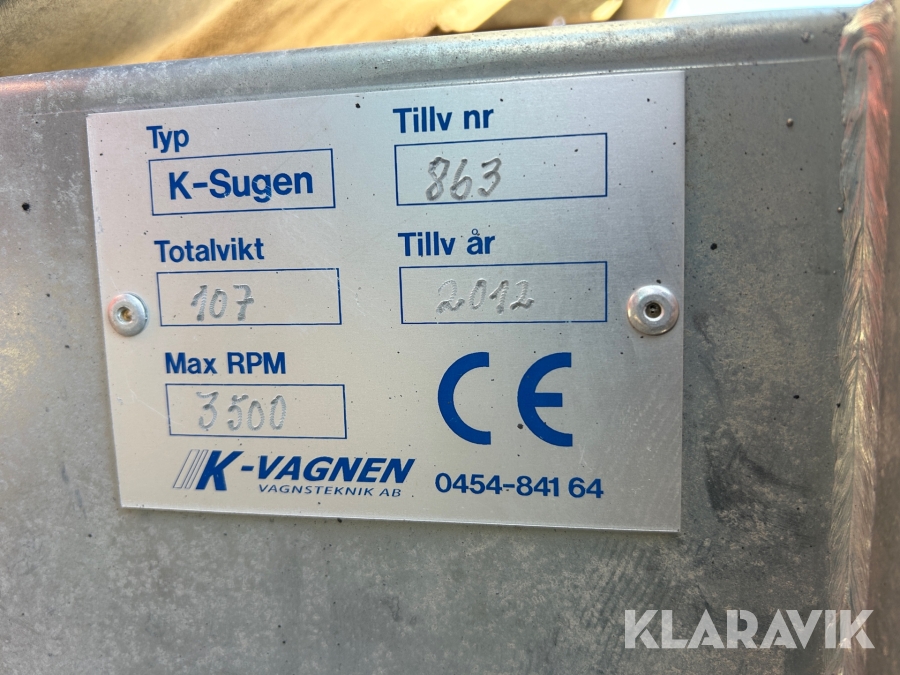 Typ
K-Sugen
Tillv nr
863
Totalvikt
107
Tillv år
2012
Max RPM
3500
K-VAGNEN
VAGNSTEKNIK AB
0454-841 64
CE
KLARAVIK